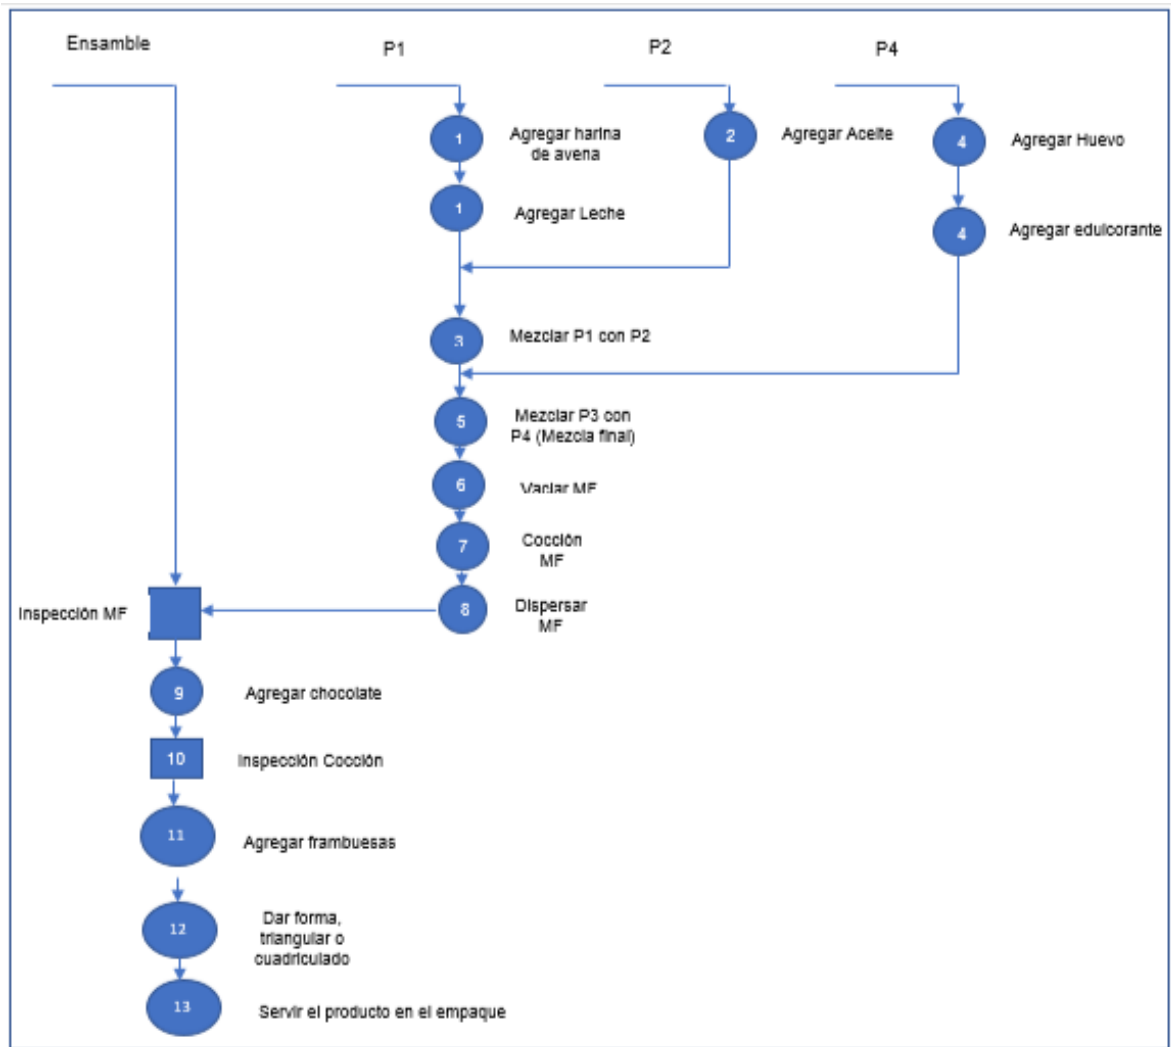 Ensamble
P1
P2
P4
1
Agregar harina
de avena
2
Agregar Aceite
4
Agregar Huevo
1
Agregar Leche
4
Agregar edulcorante
3
Mezclar P1 con P2
5
Mezclar P3 con
P4 (Mezcla final)
6
Vaciar MF
7
Cocción
MF
Inspección MF
8
Dispersar
MF
9
Agregar chocolate
10
Inspección Cocción
11
Agregar frambuesas
12
Dar forma,
triangular o
cuadriculado
13
Servir el producto en el empaque